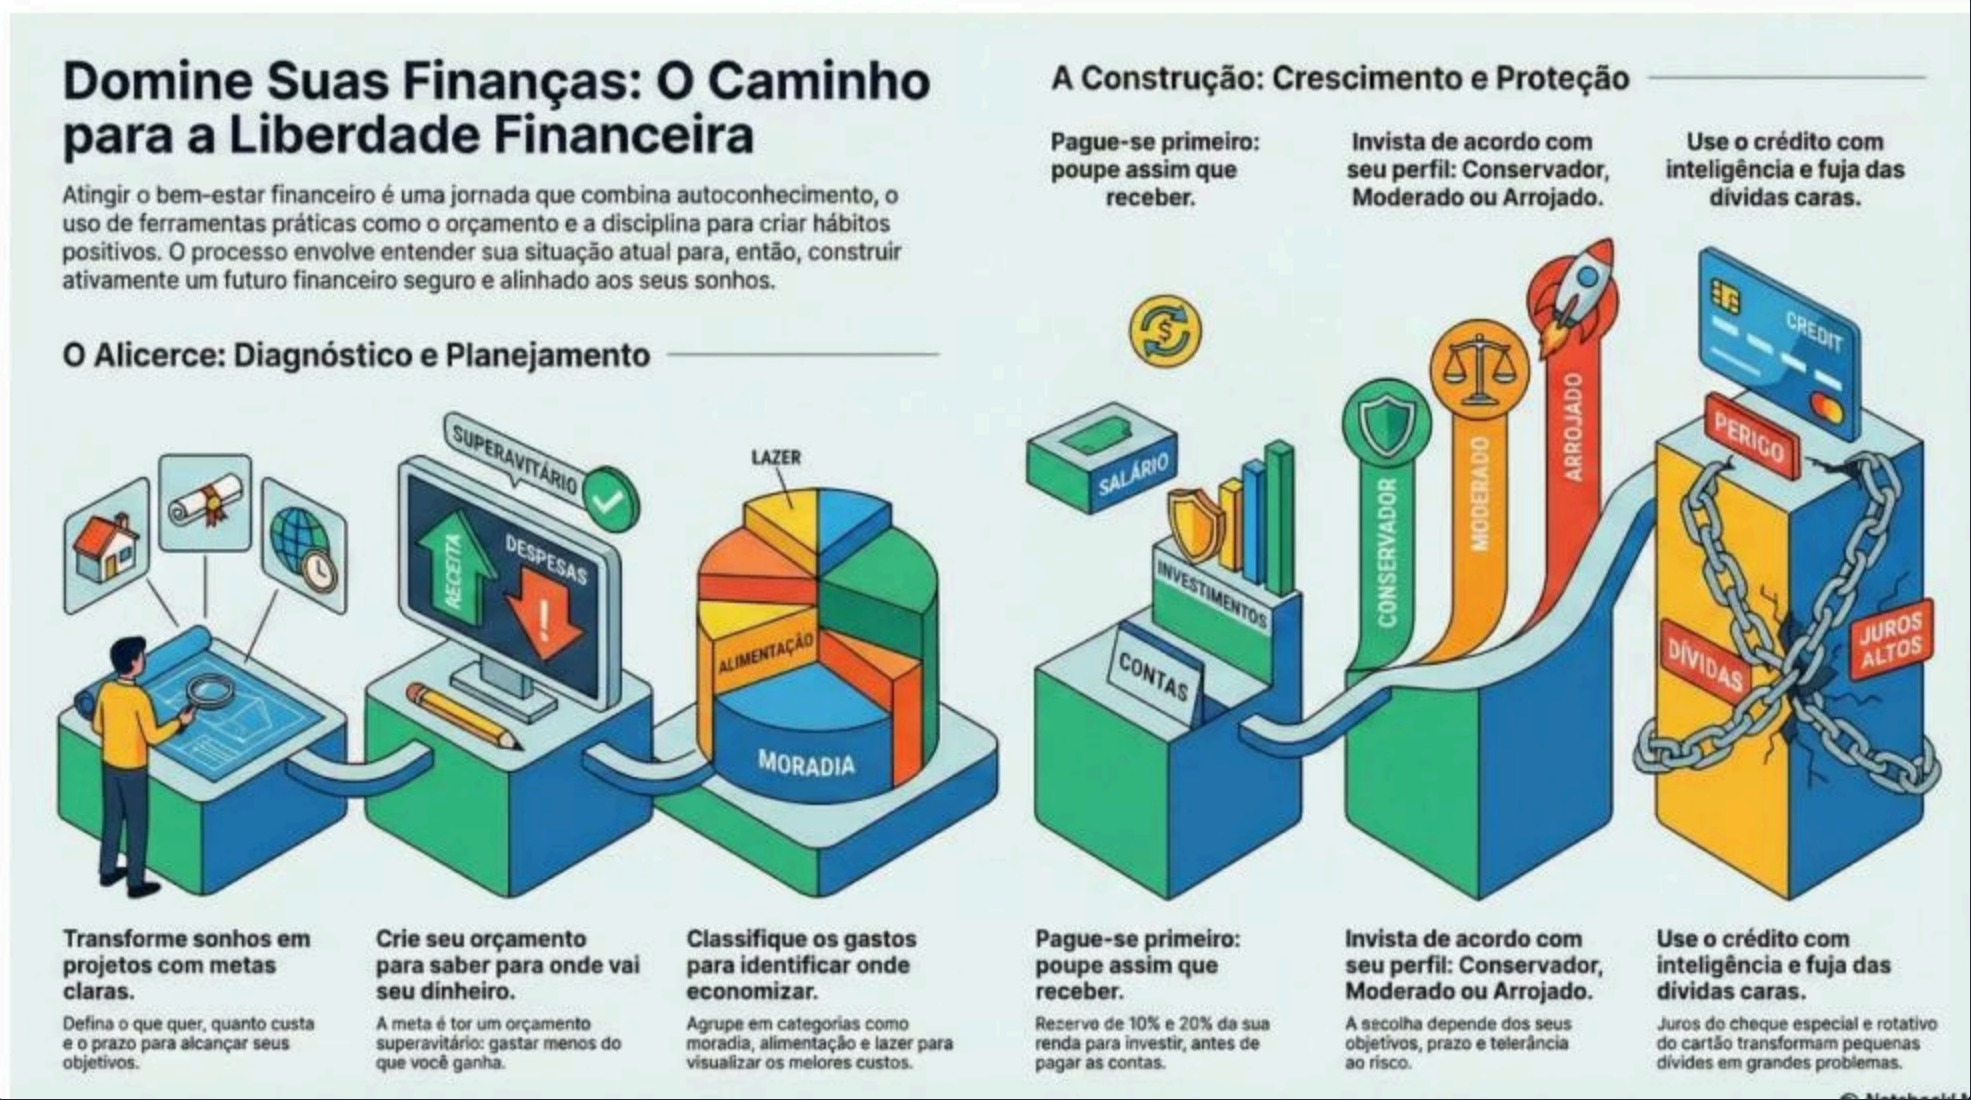 Domine Suas Finanças: O Caminho
para a Liberdade Financeira
Atingir o bem-estar financeiro é uma jornada que combina autoconhecimento, o
uso de ferramentas práticas como o orçamento e a disciplina para criar hábitos
positivos. O processo envolve entender sua situação atual para, então, construir
ativamente um futuro financeiro seguro e alinhado aos seus sonhos.
O Alicerce: Diagnóstico e Planejamento
SUPERAVITÁRIO
RECEITA
DESPESAS
!
LAZER
ALIMENTAÇÃO
MORADIA
Transforme sonhos em
projetos com metas
claras.
Defina o que quer, quanto custa
e o prazo para alcançar seus
objetivos.
Crie seu orçamento
para saber para onde vai
seu dinheiro.
A meta é tor um orçamento
superavitário: gastar menos do
que você ganha.
Classifique os gastos
para identificar onde
economizar.
Agrupe em categorias como
moradia, alimentação e lazer para
visualizar os melores custos.
A Construção: Crescimento e Proteção
Pague-se primeiro:
poupe assim que
receber.
Invista de acordo com
seu perfil: Conservador,
Moderado ou Arrojado.
Use o crédito com
inteligência e fuja das
dívidas caras.
$
SALÁRIO
INVESTIMENTOS
CONTAS
CONSERVADOR
MODERADO
ARROJADO
CREDIT
PERIGO
DÍVIDAS
JUROS
ALTOS
Pague-se primeiro:
poupe assim que
receber.
Rezervo de 10% e 20% da sua
renda para investir, antes de
pagar as contas.
Invista de acordo com
seu perfil: Conservador,
Moderado ou Arrojado.
A ascolha depende dos seus
objetivos, prazo e telerância
ao risco.
Use o crédito com
inteligência e fuja das
dívidas caras.
Juros do cheque especial e rotativo
do cartão transformam pequenas
dívides em grandes problemas.